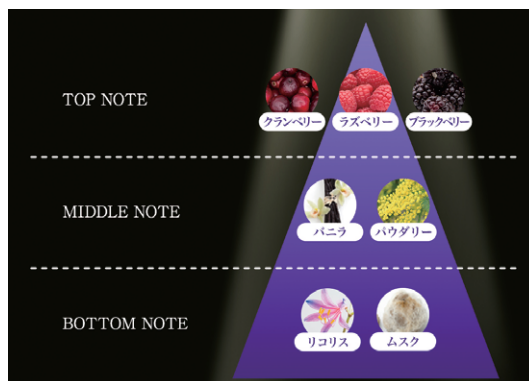 TOP NOTE
クランベリー
ラズベリー
ブラックベリー
MIDDLE NOTE
バニラ
パウダリー
BOTTOM NOTE
リコリス
ムスク